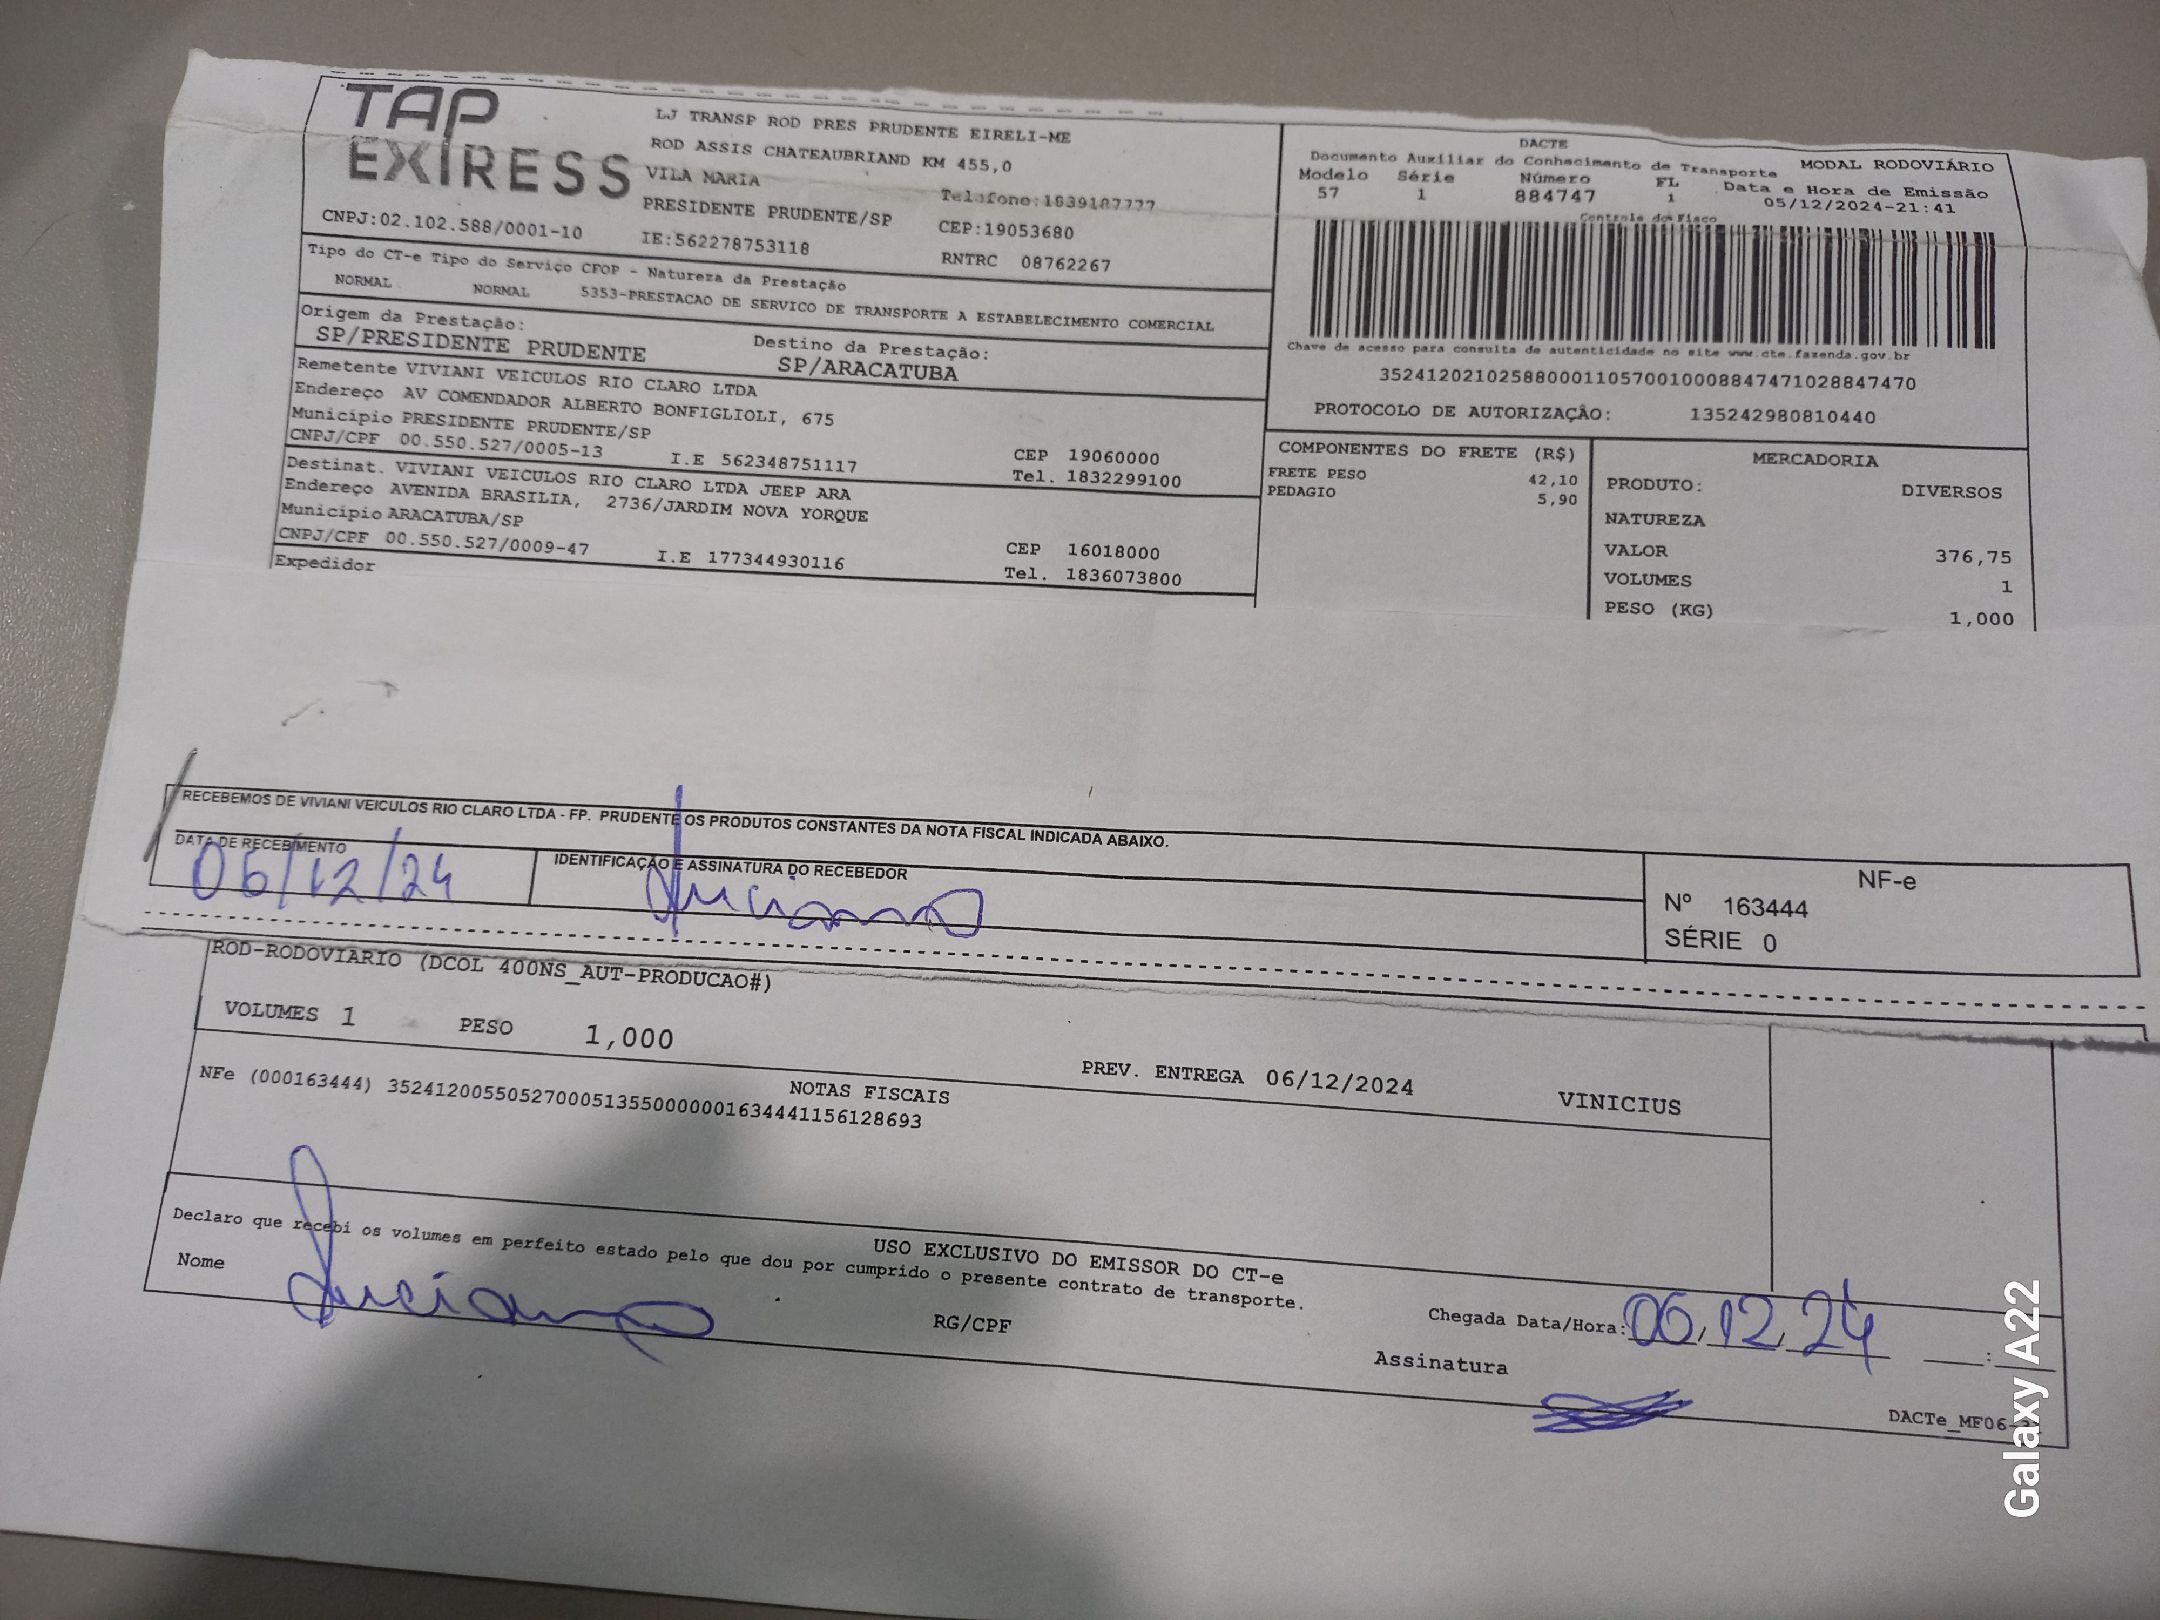 TAP
EXIRESS
LJ TRANSP ROD PRES PRUDENTE EIRELI-ME
ROD ASSIS CHATEAUBRIAND KM 455,0
VILA MARIA
Telefone:1839187777
PRESIDENTE PRUDENTE/SP
CEP:19053680
CNPJ:02.102.588/0001-10
IE:562278753118
RNTRC 08762267
DACTE
Documento Auxiliar do Conhecimento de Transporte
MODAL RODOVIÁRIO
Modelo Série Número FL Data e Hora de Emissão
57 1 884747 1 05/12/2024-21:41
Controle do Fisco
Chave de acesso para consulta de autenticidade no site www.cte.fazenda.gov.br
35241202102588000110570010008847471028847470
PROTOCOLO DE AUTORIZAÇÃO: 135242980810440
Tipo do CT-e Tipo do Serviço CFOP - Natureza da Prestação
NORMAL NORMAL 5353-PRESTACAO DE SERVICO DE TRANSPORTE A ESTABELECIMENTO COMERCIAL
Origem da Prestação:
SP/PRESIDENTE PRUDENTE
Destino da Prestação:
SP/ARACATUBA
Remetente VIVIANI VEICULOS RIO CLARO LTDA
Endereço AV COMENDADOR ALBERTO BONFIGLIOLI, 675
Município PRESIDENTE PRUDENTE/SP
CEP 19060000
CNPJ/CPF 00.550.527/0005-13 I.E 562348751117
Tel. 1832299100
Destinat. VIVIANI VEICULOS RIO CLARO LTDA JEEP ARA
Endereço AVENIDA BRASILIA, 2736/JARDIM NOVA YORQUE
Município ARACATUBA/SP
CEP 16018000
CNPJ/CPF 00.550.527/0009-47 I.E 177344930116
Tel. 1836073800
Expedidor
COMPONENTES DO FRETE (R$)
FRETE PESO 42,10
PEDAGIO 5,90
MERCADORIA
PRODUTO: DIVERSOS
NATUREZA
VALOR 376,75
VOLUMES 1
PESO (KG) 1,000
RECEBEMOS DE VIVIANI VEICULOS RIO CLARO LTDA - FP. PRUDENTE OS PRODUTOS CONSTANTES DA NOTA FISCAL INDICADA ABAIXO.
DATA DE RECEBIMENTO
06/12/24
IDENTIFICAÇÃO E ASSINATURA DO RECEBEDOR
Luciano
NF-e
Nº 163444
SÉRIE 0
ROD-RODOVIARIO (DCOL 400NS_AUT-PRODUCAO#)
VOLUMES 1 PESO 1,000
PREV. ENTREGA 06/12/2024 VINICIUS
NOTAS FISCAIS
NFe (000163444) 35241200550527000513550000001634441156128693
USO EXCLUSIVO DO EMISSOR DO CT-e
Declaro que recebi os volumes em perfeito estado pelo que dou por cumprido o presente contrato de transporte.
Nome Luciano
RG/CPF
Chegada Data/Hora: 06/12/24 ___:___
Assinatura
DACTe_MF06-
Galaxy A22